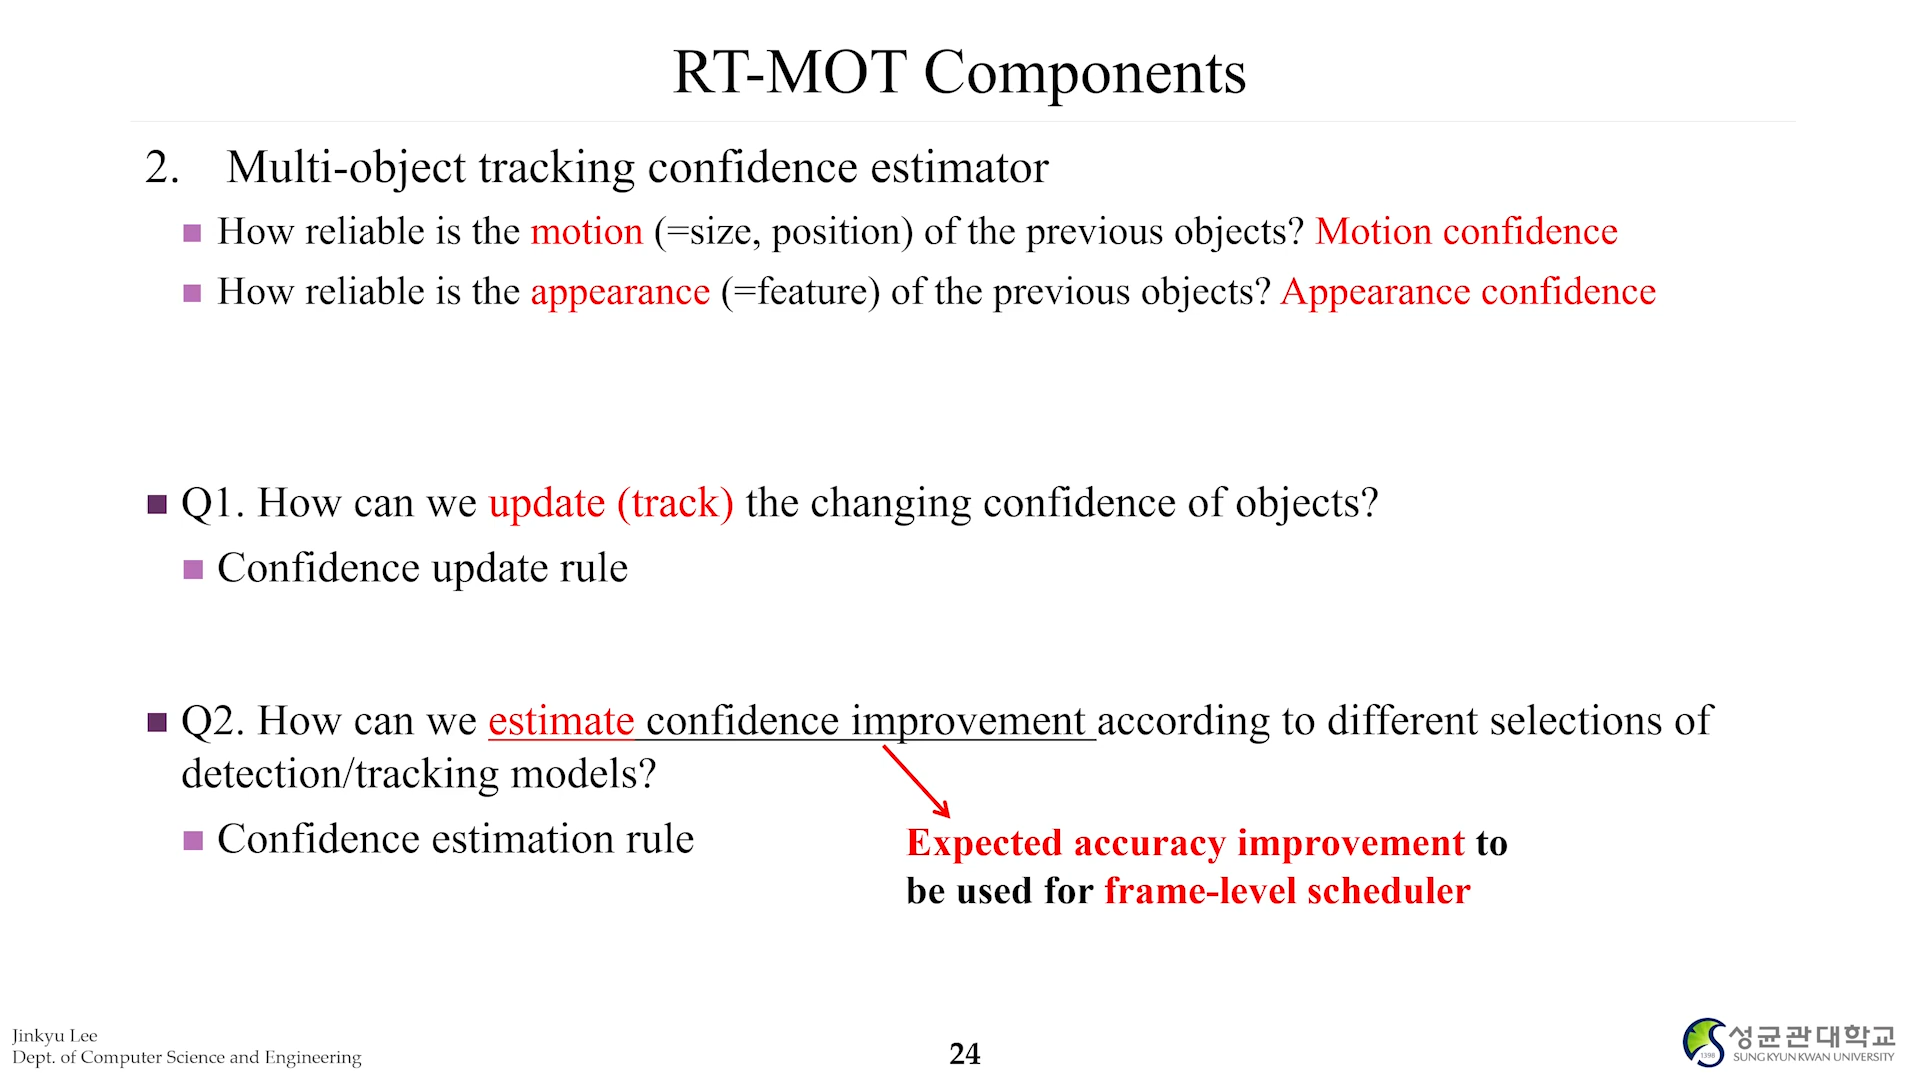 RT-MOT Components
2. Multi-object tracking confidence estimator
How reliable is the motion (=size, position) of the previous objects? Motion confidence
How reliable is the appearance (=feature) of the previous objects? Appearance confidence
Q1. How can we update (track) the changing confidence of objects?
Confidence update rule
Q2. How can we estimate confidence improvement according to different selections of
detection/tracking models?
Confidence estimation rule
Expected accuracy improvement to
be used for frame-level scheduler
Jinkyu Lee
Dept. of Computer Science and Engineering
24
1398
성균관대학교
SUNG KYUN KWAN UNIVERSITY